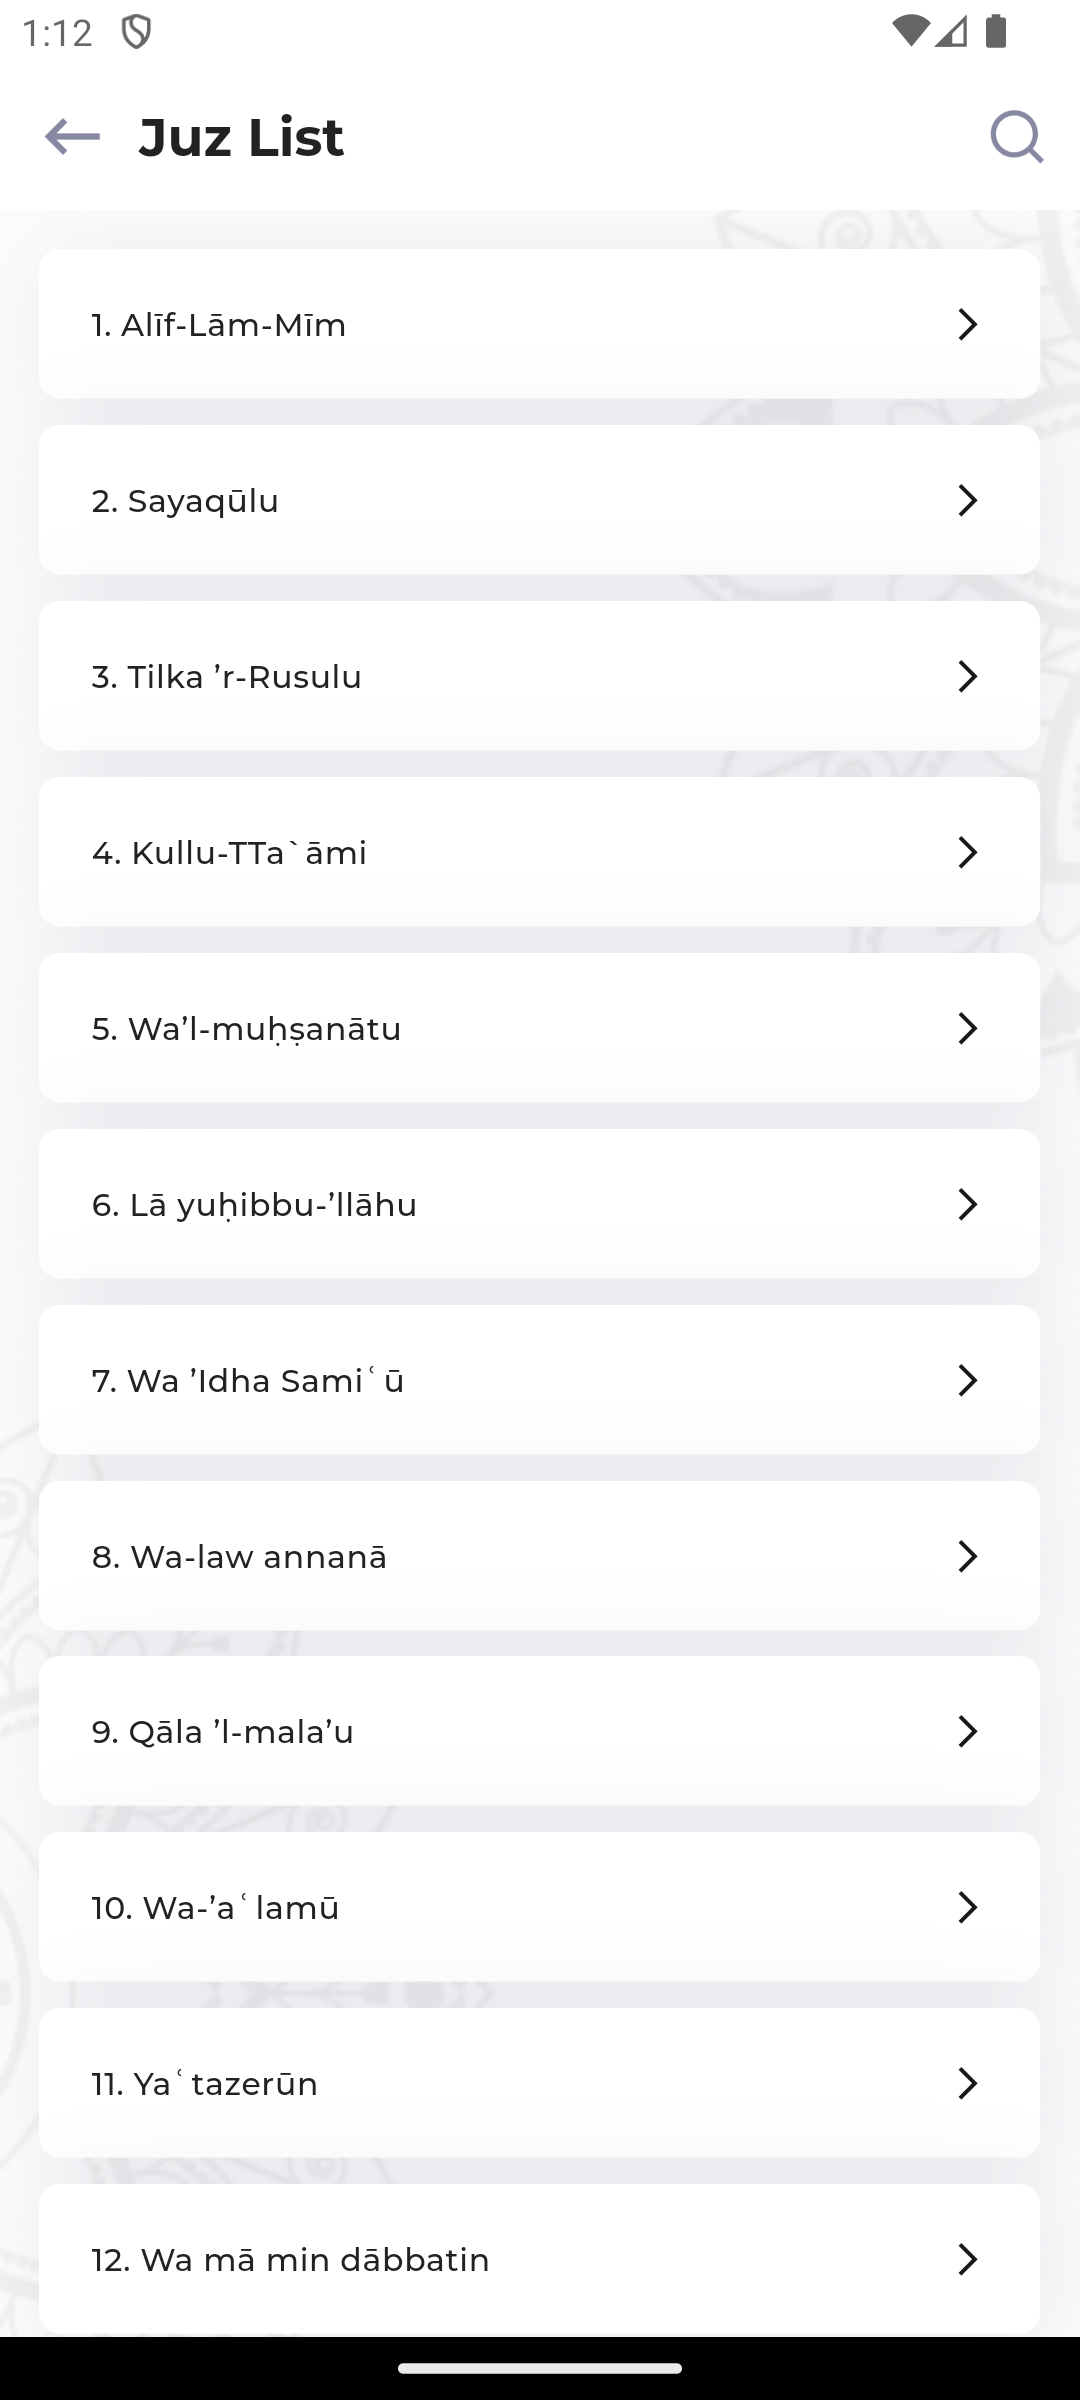 1:12
Juz List
1. Alīf-Lām-Mīm
2. Sayaqūlu
3. Tilka ’r-Rusulu
4. Kullu-TTa`āmi
5. Wa’l-muḥṣanātu
6. Lā yuḥibbu-’llāhu
7. Wa ’Idha Samiʿū
8. Wa-law annanā
9. Qāla ’l-mala’u
10. Wa-’aʿlamū
11. Yaʿtazerūn
12. Wa mā min dābbatin